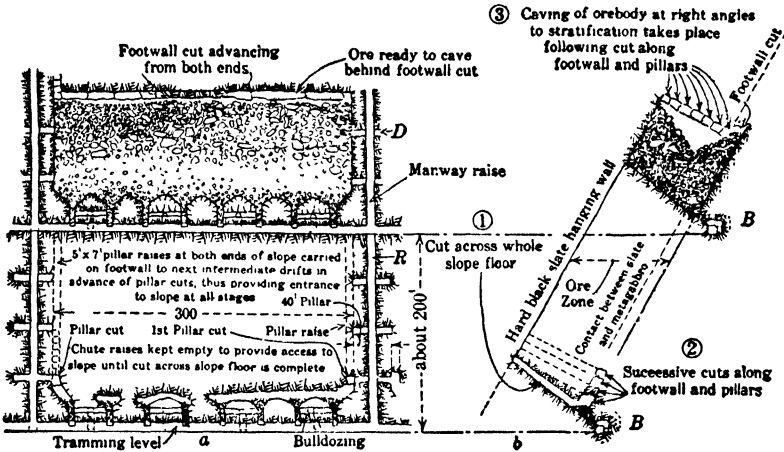 Footwall cut advancing
from both ends
Ore ready to cave
behind footwall cut
③ Caving of orebody at right angles
to stratification takes place
following cut along
footwall and pillars
Footwall cut
D
Manway raise
①
B
Cut across whole
slope floor
R
5'x 7' pillar raises at both ends of slope carried
on footwall to next intermediate drifts in
advance of pillar cuts, thus providing entrance
to slope at all stages
40' Pillar
300
Pillar cut
1st Pillar cut
Pillar raise
Chute raises kept empty to provide access to
slope until cut across slope floor is complete
about 200'
Hard back slate hanging wall
Ore
Zone
Contact between slate
and metagabbro
②
Successive cuts along
footwall and pillars
B
Tramming level
a
Bulldozing
b